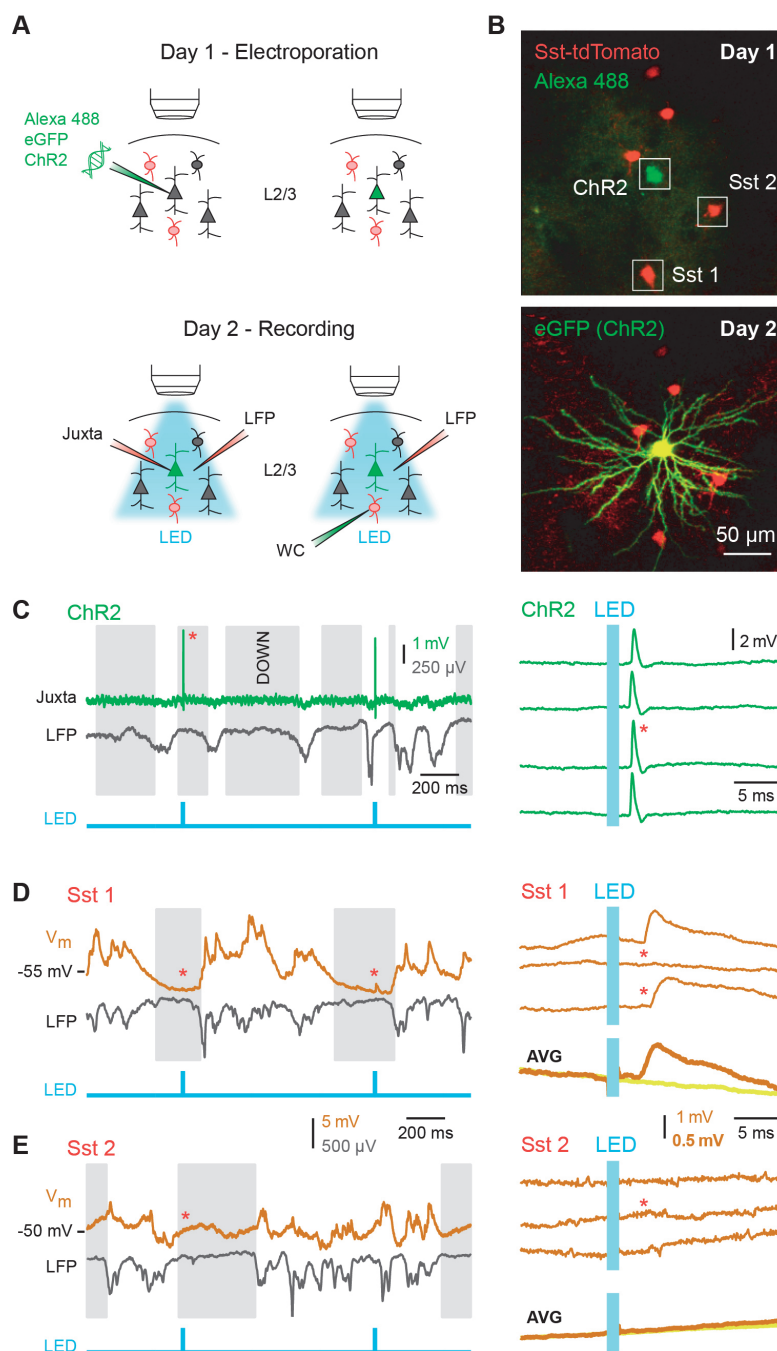 A
Day 1 - Electroporation
Alexa 488
eGFP
ChR2
L2/3
Day 2 - Recording
Juxta
LFP
LFP
L2/3
LED
LED
WC
B
Sst-tdTomato
Day 1
Alexa 488
ChR2
Sst 2
Sst 1
eGFP (ChR2)
Day 2
50 µm
C
ChR2
DOWN
1 mV
250 µV
Juxta
*
LFP
200 ms
LED
ChR2
LED
2 mV
*
5 ms
D
Sst 1
Vm
-55 mV
*
*
LFP
LED
5 mV
500 µV
200 ms
Sst 1
LED
*
*
AVG
1 mV
0.5 mV
5 ms
E
Sst 2
Vm
*
-50 mV
LFP
LED
Sst 2
LED
*
AVG